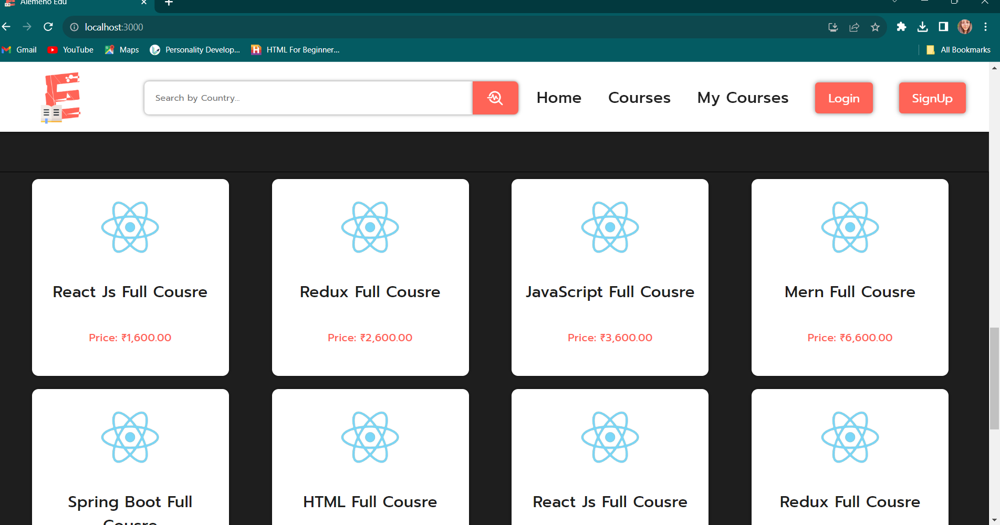 Alemeno Edu
localhost:3000
Gmail YouTube Maps Personality Develop... HTML For Beginner... All Bookmarks
Search by Country... Home Courses My Courses Login SignUp
React Js Full Cousre Redux Full Cousre JavaScript Full Cousre Mern Full Cousre
Price: ₹1,600.00 Price: ₹2,600.00 Price: ₹3,600.00 Price: ₹6,600.00
Spring Boot Full HTML Full Cousre React Js Full Cousre Redux Full Cousre
Cousre